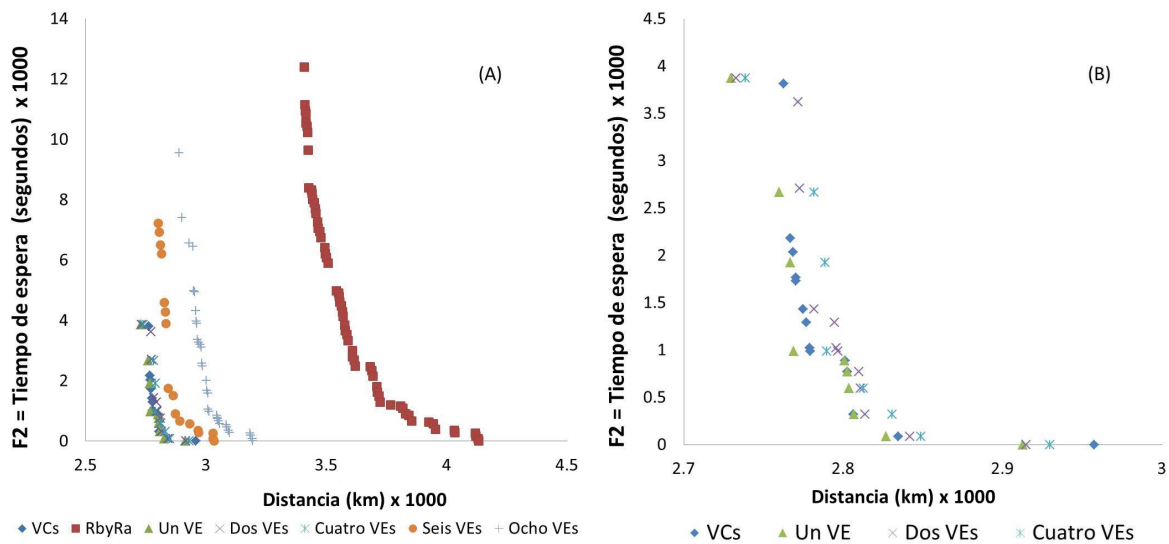 F2 = Tiempo de espera (segundos) x 1000
14
12
10
8
6
4
2
0
(A)
2.5 3 3.5 4 4.5
Distancia (km) x 1000
VCs RbyRa Un VE Dos VEs Cuatro VEs Seis VEs Ocho VEs
F2 = Tiempo de espera (segundos) x 1000
4.5
4
3.5
3
2.5
2
1.5
1
0.5
0
(B)
2.7 2.8 2.9 3
Distancia (km) x 1000
VCs Un VE Dos VEs Cuatro VEs